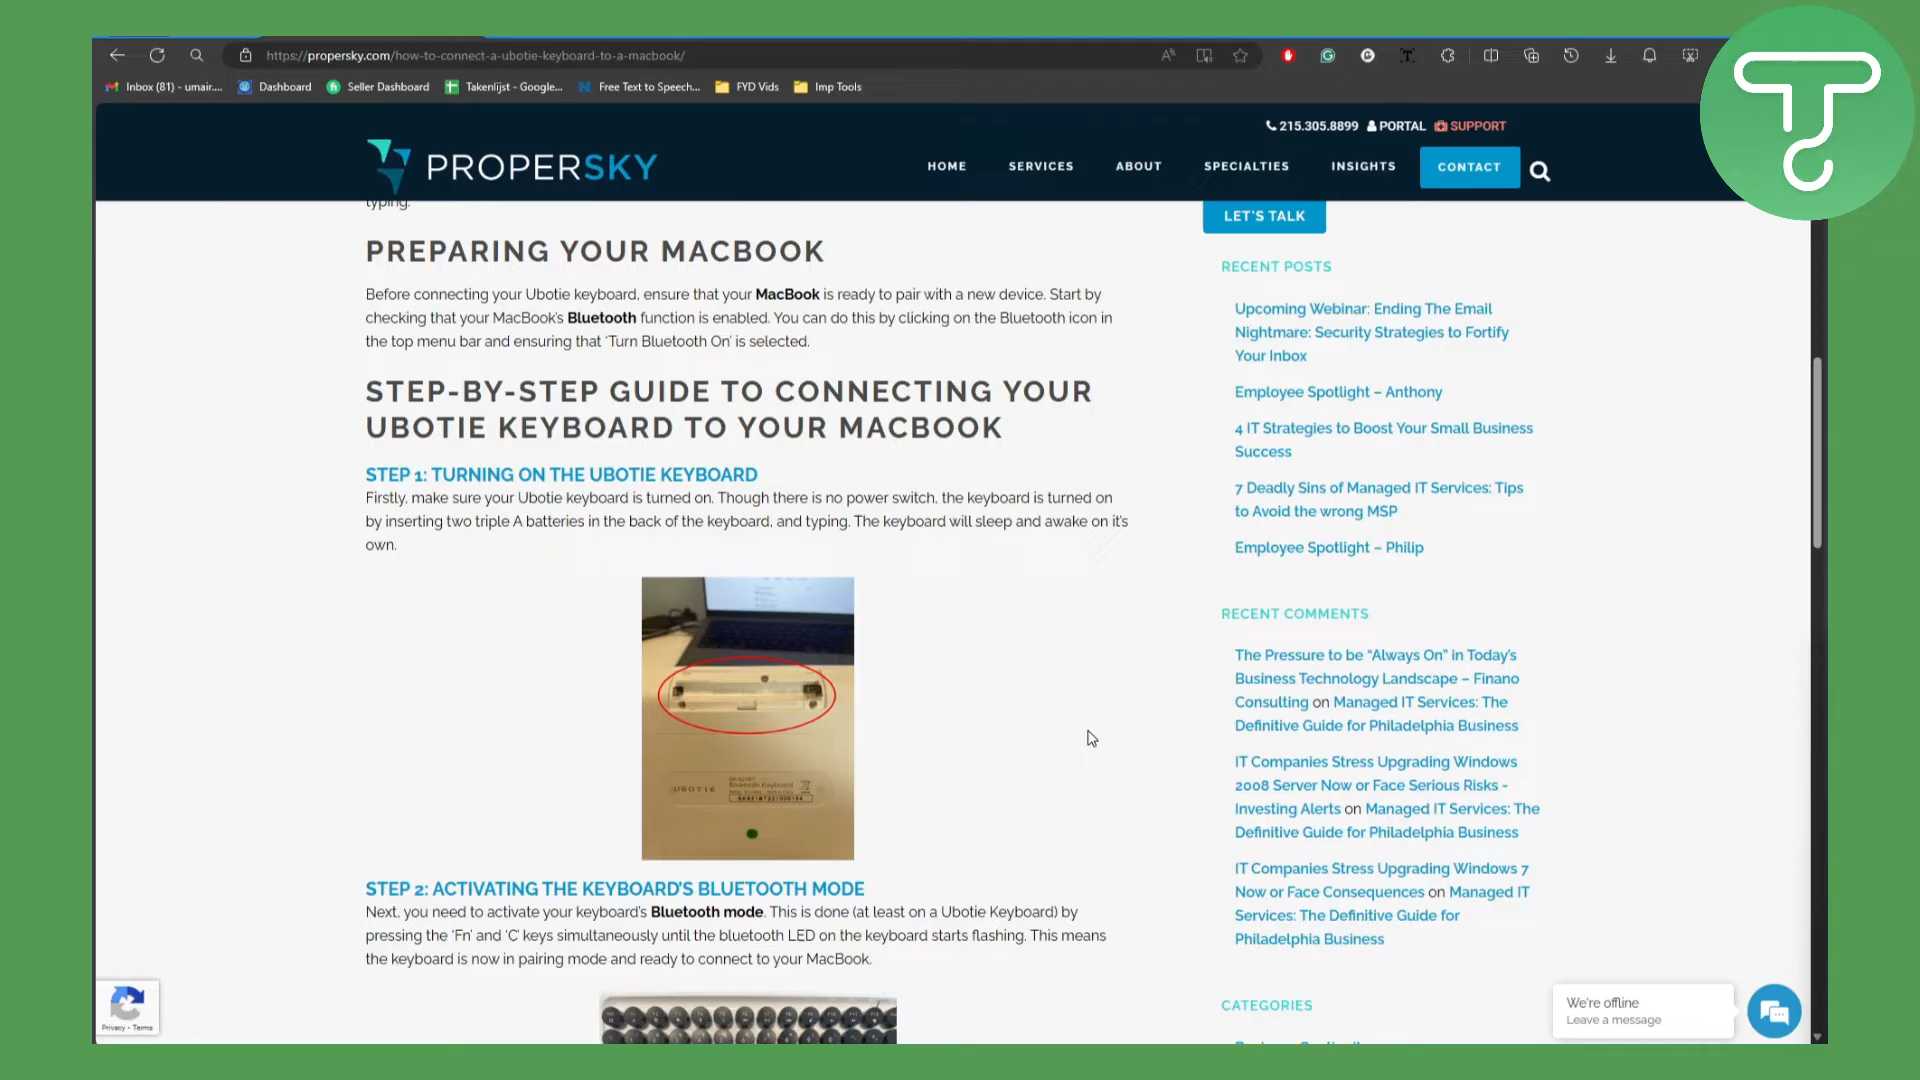 https://propersky.com/how-to-connect-a-ubotie-keyboard-to-a-macbook/
Inbox (81) - umair.... Dashboard Seller Dashboard Takenlijst - Google... Free Text to Speech... FYD Vids Imp Tools
215.305.8899 PORTAL SUPPORT
PROPERSKY
HOME SERVICES ABOUT SPECIALTIES INSIGHTS CONTACT
typing.
PREPARING YOUR MACBOOK
Before connecting your Ubotie keyboard, ensure that your MacBook is ready to pair with a new device. Start by
checking that your MacBook's Bluetooth function is enabled. You can do this by clicking on the Bluetooth icon in
the top menu bar and ensuring that ‘Turn Bluetooth On’ is selected.
STEP-BY-STEP GUIDE TO CONNECTING YOUR
UBOTIE KEYBOARD TO YOUR MACBOOK
STEP 1: TURNING ON THE UBOTIE KEYBOARD
Firstly, make sure your Ubotie keyboard is turned on. Though there is no power switch, the keyboard is turned on
by inserting two triple A batteries in the back of the keyboard, and typing. The keyboard will sleep and awake on it's
own.
UBOTIE
Bluetooth Keyboard
STEP 2: ACTIVATING THE KEYBOARD'S BLUETOOTH MODE
Next, you need to activate your keyboard's Bluetooth mode. This is done (at least on a Ubotie Keyboard) by
pressing the ‘Fn’ and ‘C’ keys simultaneously until the bluetooth LED on the keyboard starts flashing. This means
the keyboard is now in pairing mode and ready to connect to your MacBook.
LET'S TALK
RECENT POSTS
Upcoming Webinar: Ending The Email
Nightmare: Security Strategies to Fortify
Your Inbox
Employee Spotlight – Anthony
4 IT Strategies to Boost Your Small Business
Success
7 Deadly Sins of Managed IT Services: Tips
to Avoid the wrong MSP
Employee Spotlight – Philip
RECENT COMMENTS
The Pressure to be “Always On” in Today's
Business Technology Landscape – Finano
Consulting on Managed IT Services: The
Definitive Guide for Philadelphia Business
IT Companies Stress Upgrading Windows
2008 Server Now or Face Serious Risks -
Investing Alerts on Managed IT Services: The
Definitive Guide for Philadelphia Business
IT Companies Stress Upgrading Windows 7
Now or Face Consequences on Managed IT
Services: The Definitive Guide for
Philadelphia Business
CATEGORIES
Privacy - Terms
We're offline
Leave a message